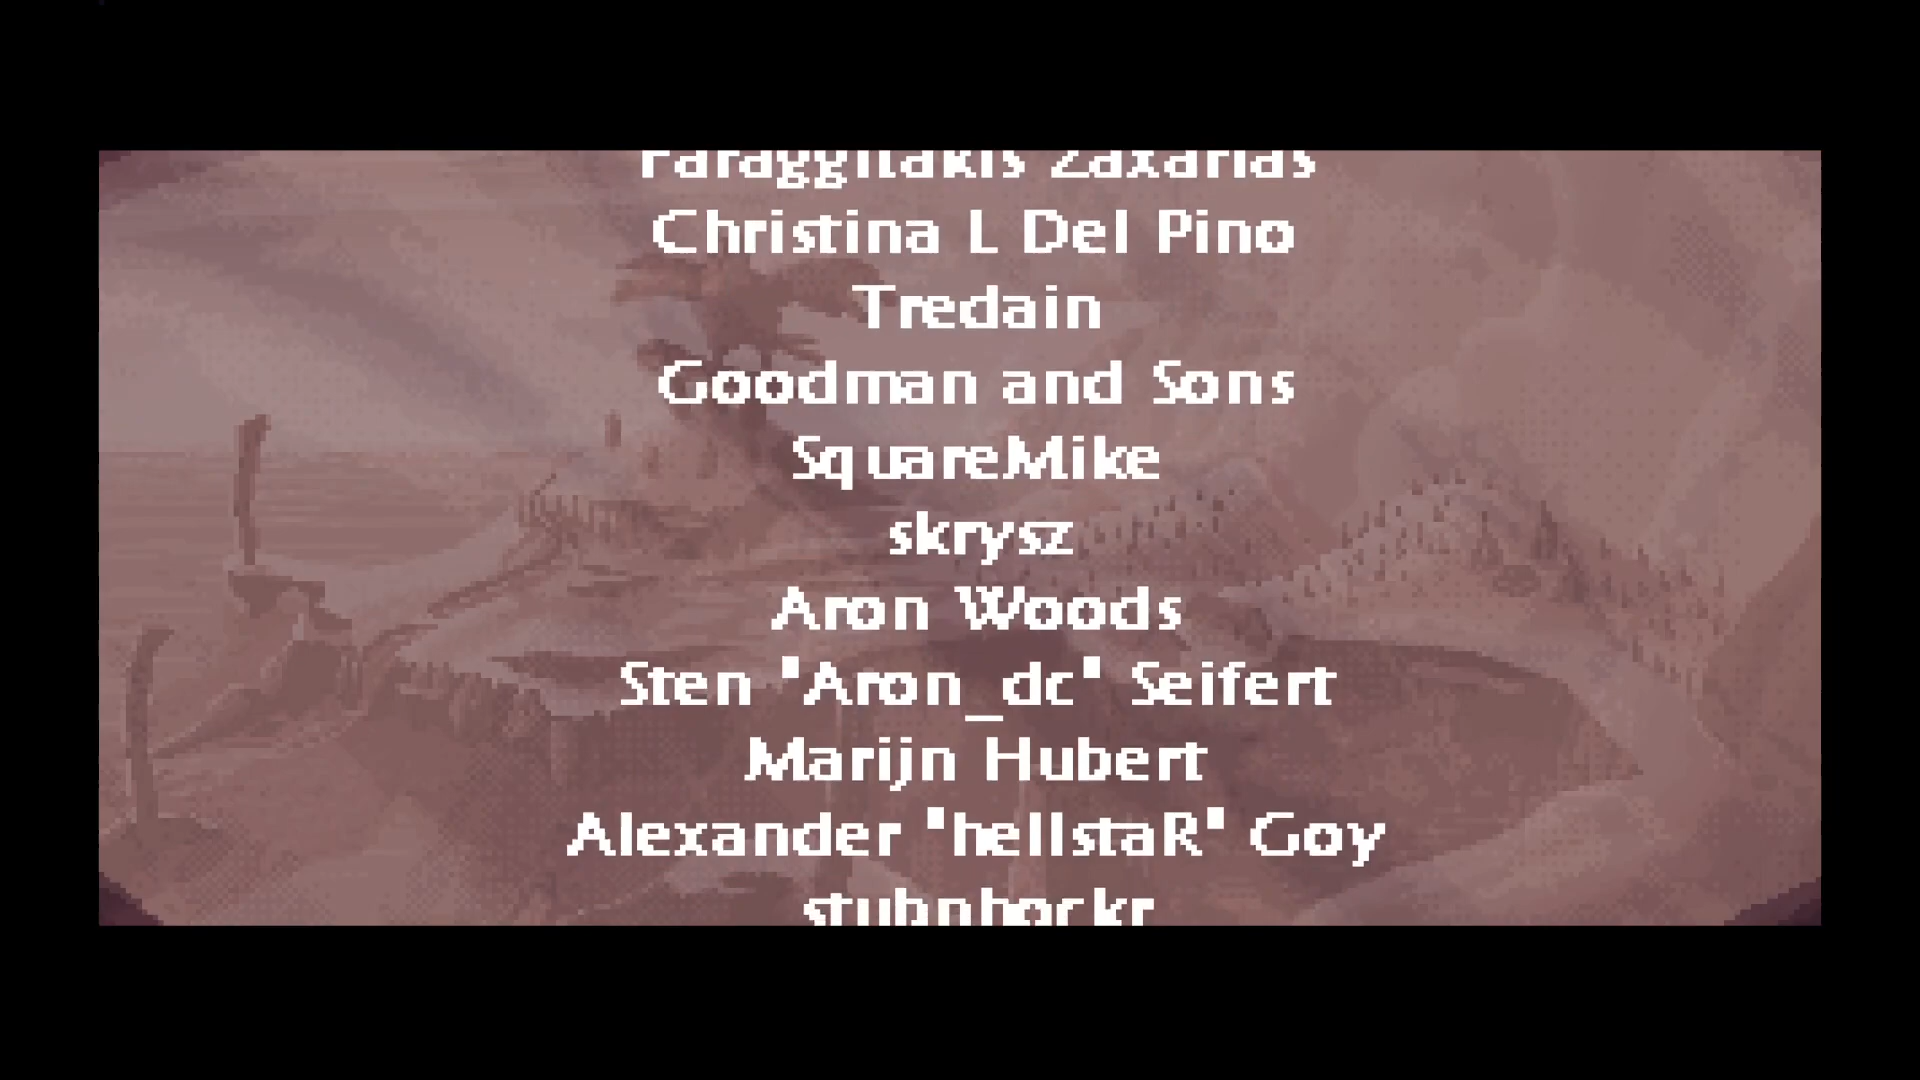 Zaxarias
Christina L Del Pino
Tredain
Goodman and Sons
SquareMike
skrysz
Aron Woods
Sten "Aron_dc" Seifert
Marijn Hubert
Alexander "hellstaR" Goy